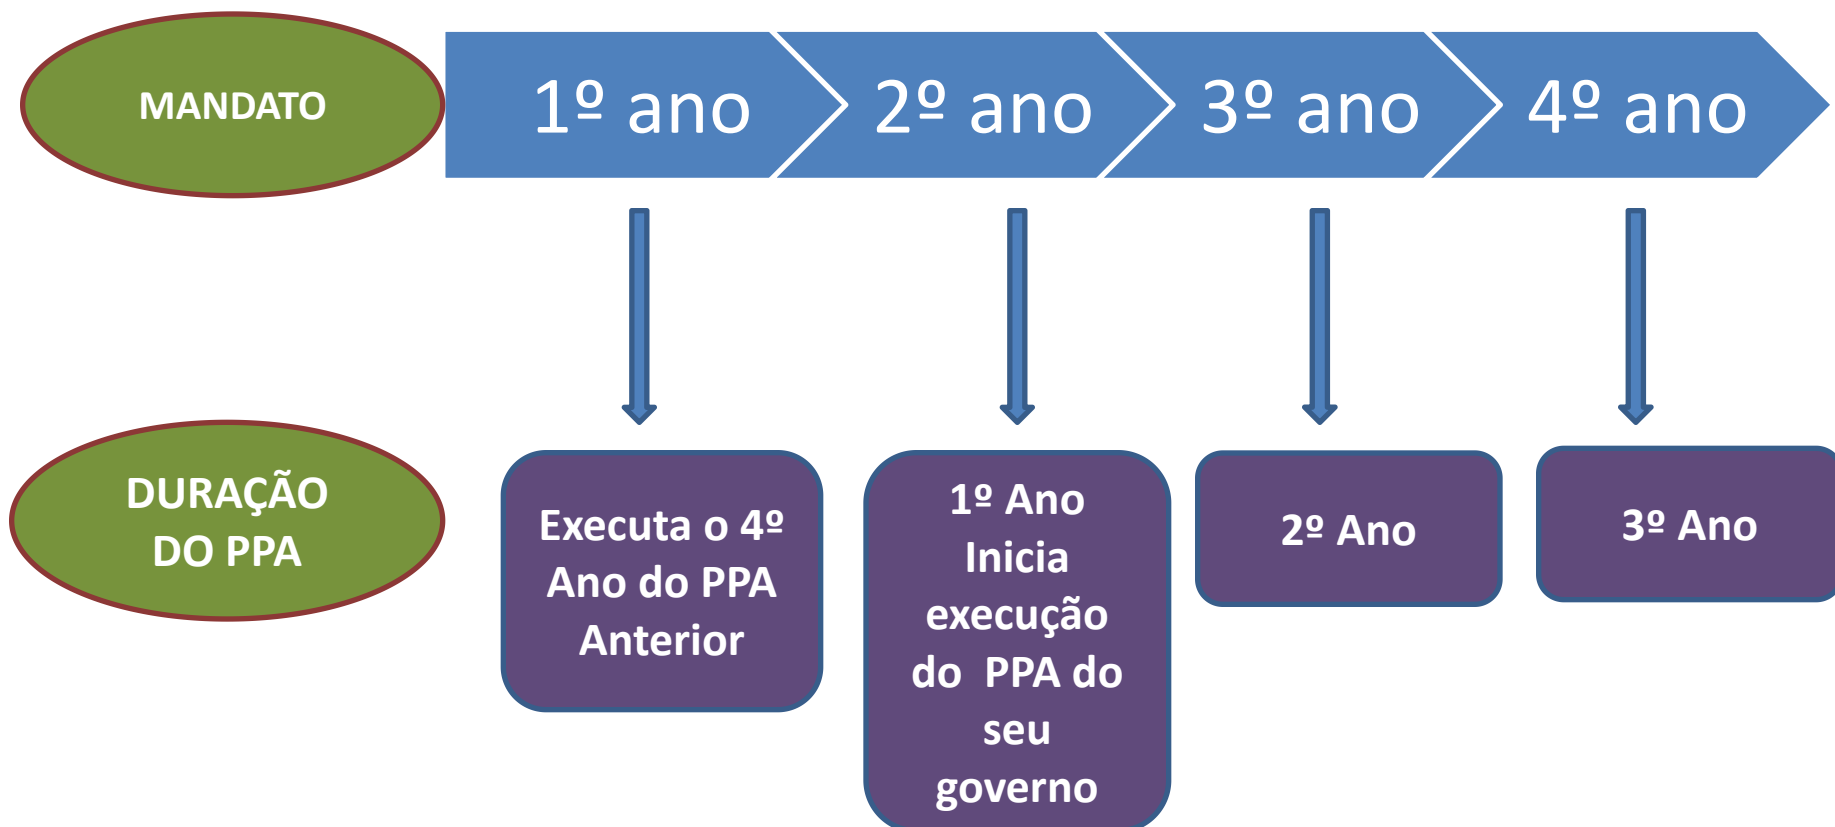 MANDATO
1º ano
2º ano
3º ano
4º ano
DURAÇÃO
DO PPA
Executa o 4º
Ano do PPA
Anterior
1º Ano
Inicia
execução
do PPA do
seu
governo
2º Ano
3º Ano